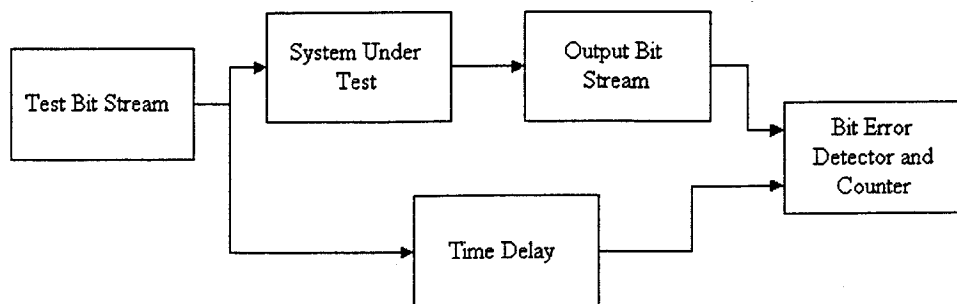 Test Bit Stream
System Under
Test
Output Bit
Stream
Bit Error
Detector and
Counter
Time Delay